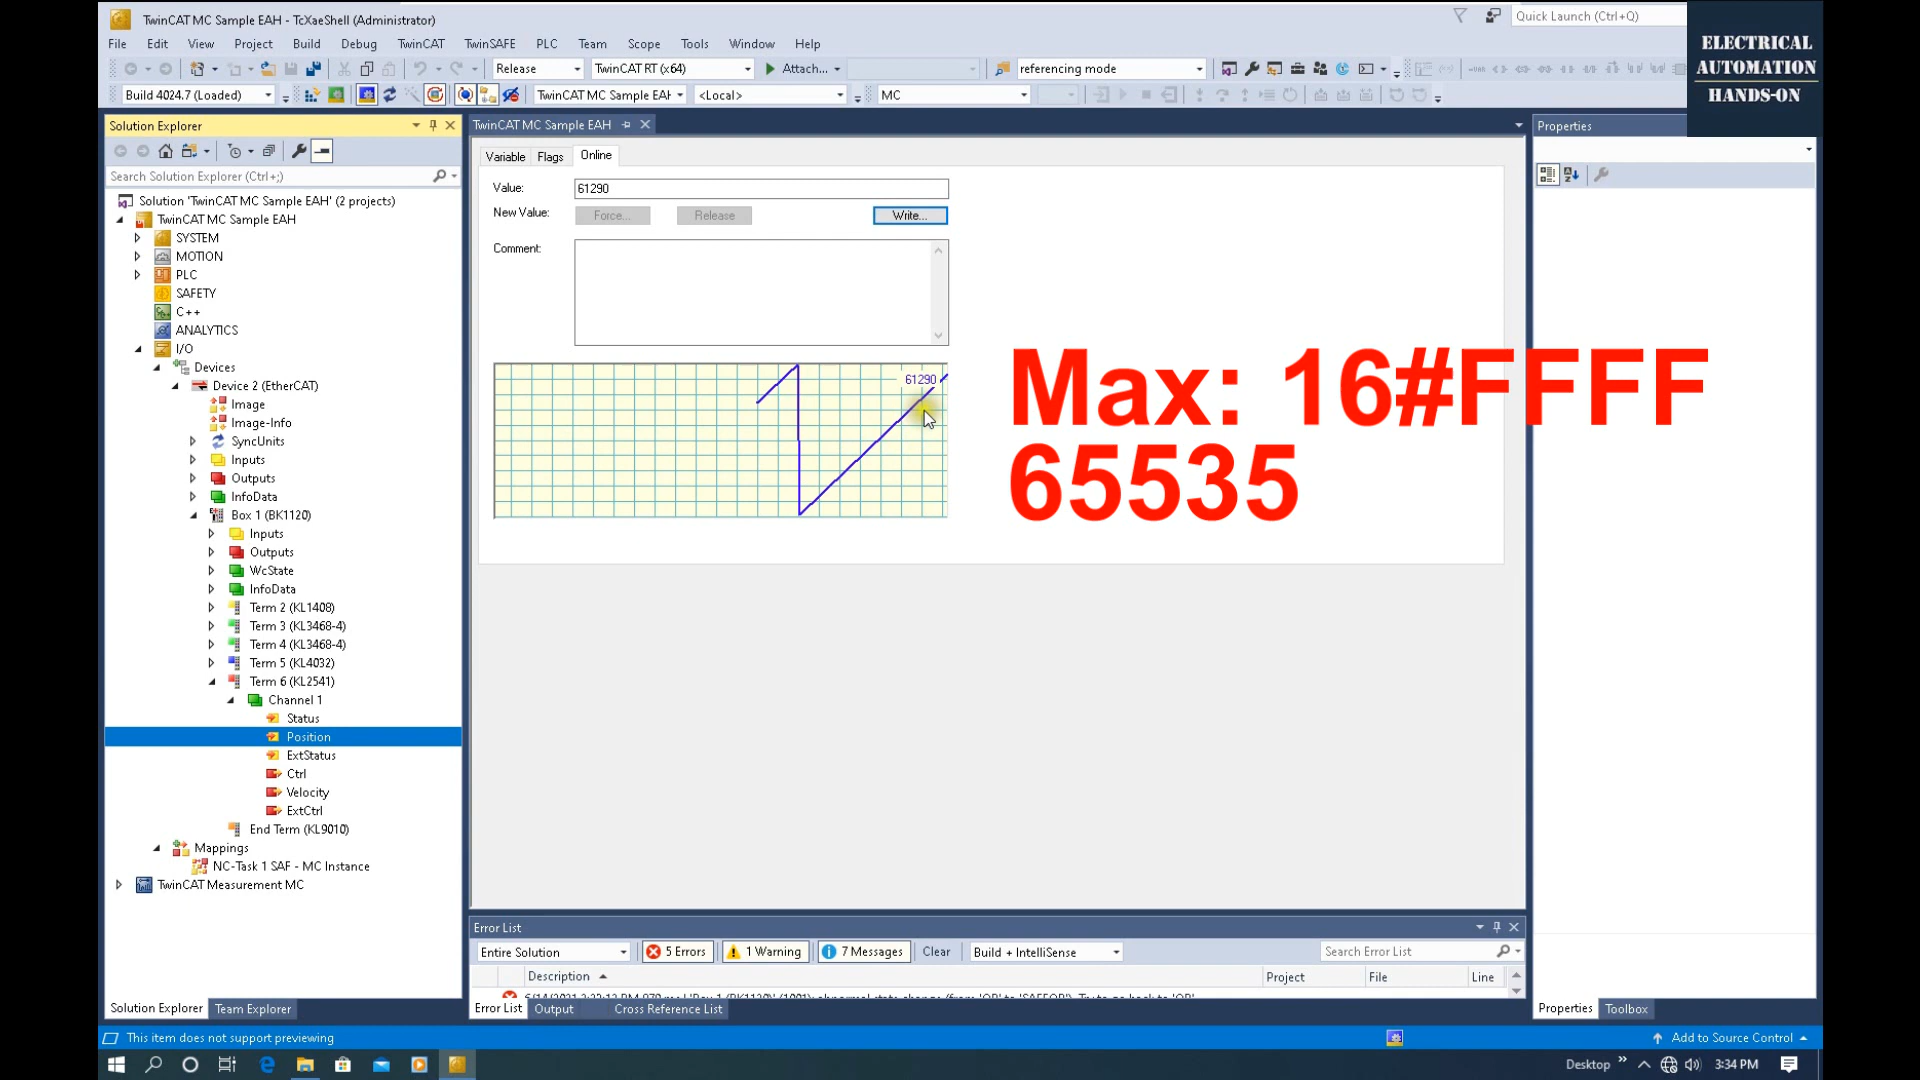 TwinCAT MC Sample EAH - TcXaeShell (Administrator)
Quick Launch (Ctrl+Q)
ELECTRICAL
AUTOMATION
HANDS-ON
File Edit View Project Build Debug TwinCAT TwinSAFE PLC Team Scope Tools Window Help
Release TwinCAT RT (x64) Attach... referencing mode
Build 4024.7 (Loaded) TwinCAT MC Sample EAH <Local> MC
Solution Explorer
Search Solution Explorer (Ctrl+;)
Solution 'TwinCAT MC Sample EAH' (2 projects)
TwinCAT MC Sample EAH
SYSTEM
MOTION
PLC
SAFETY
C++
ANALYTICS
I/O
Devices
Device 2 (EtherCAT)
Image
Image-Info
SyncUnits
Inputs
Outputs
InfoData
Box 1 (BK1120)
Inputs
Outputs
WcState
InfoData
Term 2 (KL1408)
Term 3 (KL3468-4)
Term 4 (KL3468-4)
Term 5 (KL4032)
Term 6 (KL2541)
Channel 1
Status
Position
ExtStatus
Ctrl
Velocity
ExtCtrl
End Term (KL9010)
Mappings
NC-Task 1 SAF - MC Instance
TwinCAT Measurement MC
Solution Explorer Team Explorer
TwinCAT MC Sample EAH
Variable Flags Online
Value: 61290
New Value: Force... Release Write...
Comment:
61290
Max: 16#FFFF
65535
Error List
Entire Solution 5 Errors 1 Warning 7 Messages Clear Build + IntelliSense Search Error List
Description Project File Line
Error List Output Cross Reference List
Properties
Properties Toolbox
This item does not support previewing
Add to Source Control
Desktop 3:34 PM